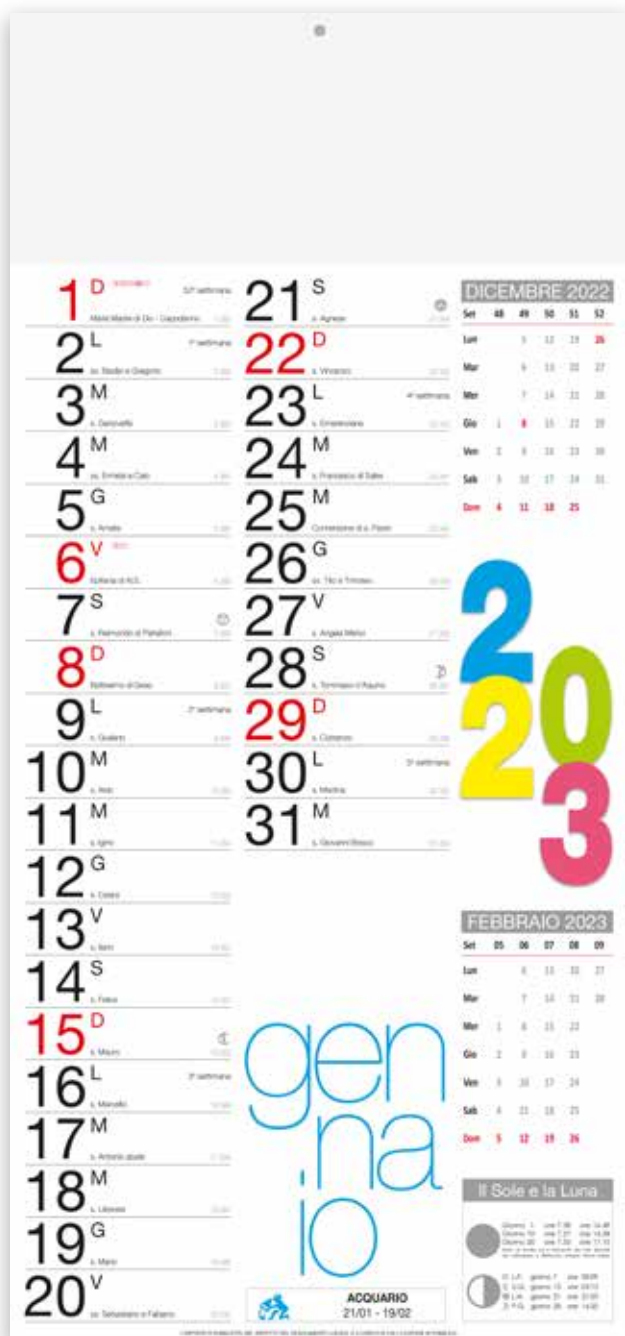 1 D
52ª settimana
Maria Madre di Dio - Capodanno
2 L
1ª settimana
ss. Basilio e Gregorio
3 M
s. Genoveffa
4 M
ss. Ermete e Caio
5 G
s. Amelia
6 V
Epifania di N.S.
7 S
s. Raimondo di Peñafort
8 D
Battesimo di Gesù
9 L
2ª settimana
s. Giuliano
10 M
s. Aldo
11 M
s. Igino
12 G
s. Cesira
13 V
s. Ilario
14 S
s. Felice
15 D
s. Mauro
16 L
3ª settimana
s. Marcello
17 M
s. Antonio abate
18 M
s. Liberata
19 G
s. Mario
20 V
ss. Sebastiano e Fabiano
21 S
s. Agnese
22 D
s. Vincenzo
23 L
4ª settimana
s. Emerenziana
24 M
s. Francesco di Sales
25 M
Conversione di s. Paolo
26 G
ss. Tito e Timoteo
27 V
s. Angela Merici
28 S
s. Tommaso d'Aquino
29 D
s. Costanzo
30 L
5ª settimana
s. Martina
31 M
s. Giovanni Bosco
gen
na
io
ACQUARIO
21/01 - 19/02
DICEMBRE 2022
Set 48 49 50 51 52
Lun 5 12 19 26
Mar 6 13 20 27
Mer 7 14 21 28
Gio 1 8 15 22 29
Ven 2 9 16 23 30
Sab 3 10 17 24 31
Dom 4 11 18 25
2
0
2
3
FEBBRAIO 2023
Set 05 06 07 08 09
Lun 6 13 20 27
Mar 7 14 21 28
Mer 1 8 15 22
Gio 2 9 16 23
Ven 3 10 17 24
Sab 4 11 18 25
Dom 5 12 19 26
Il Sole e la Luna